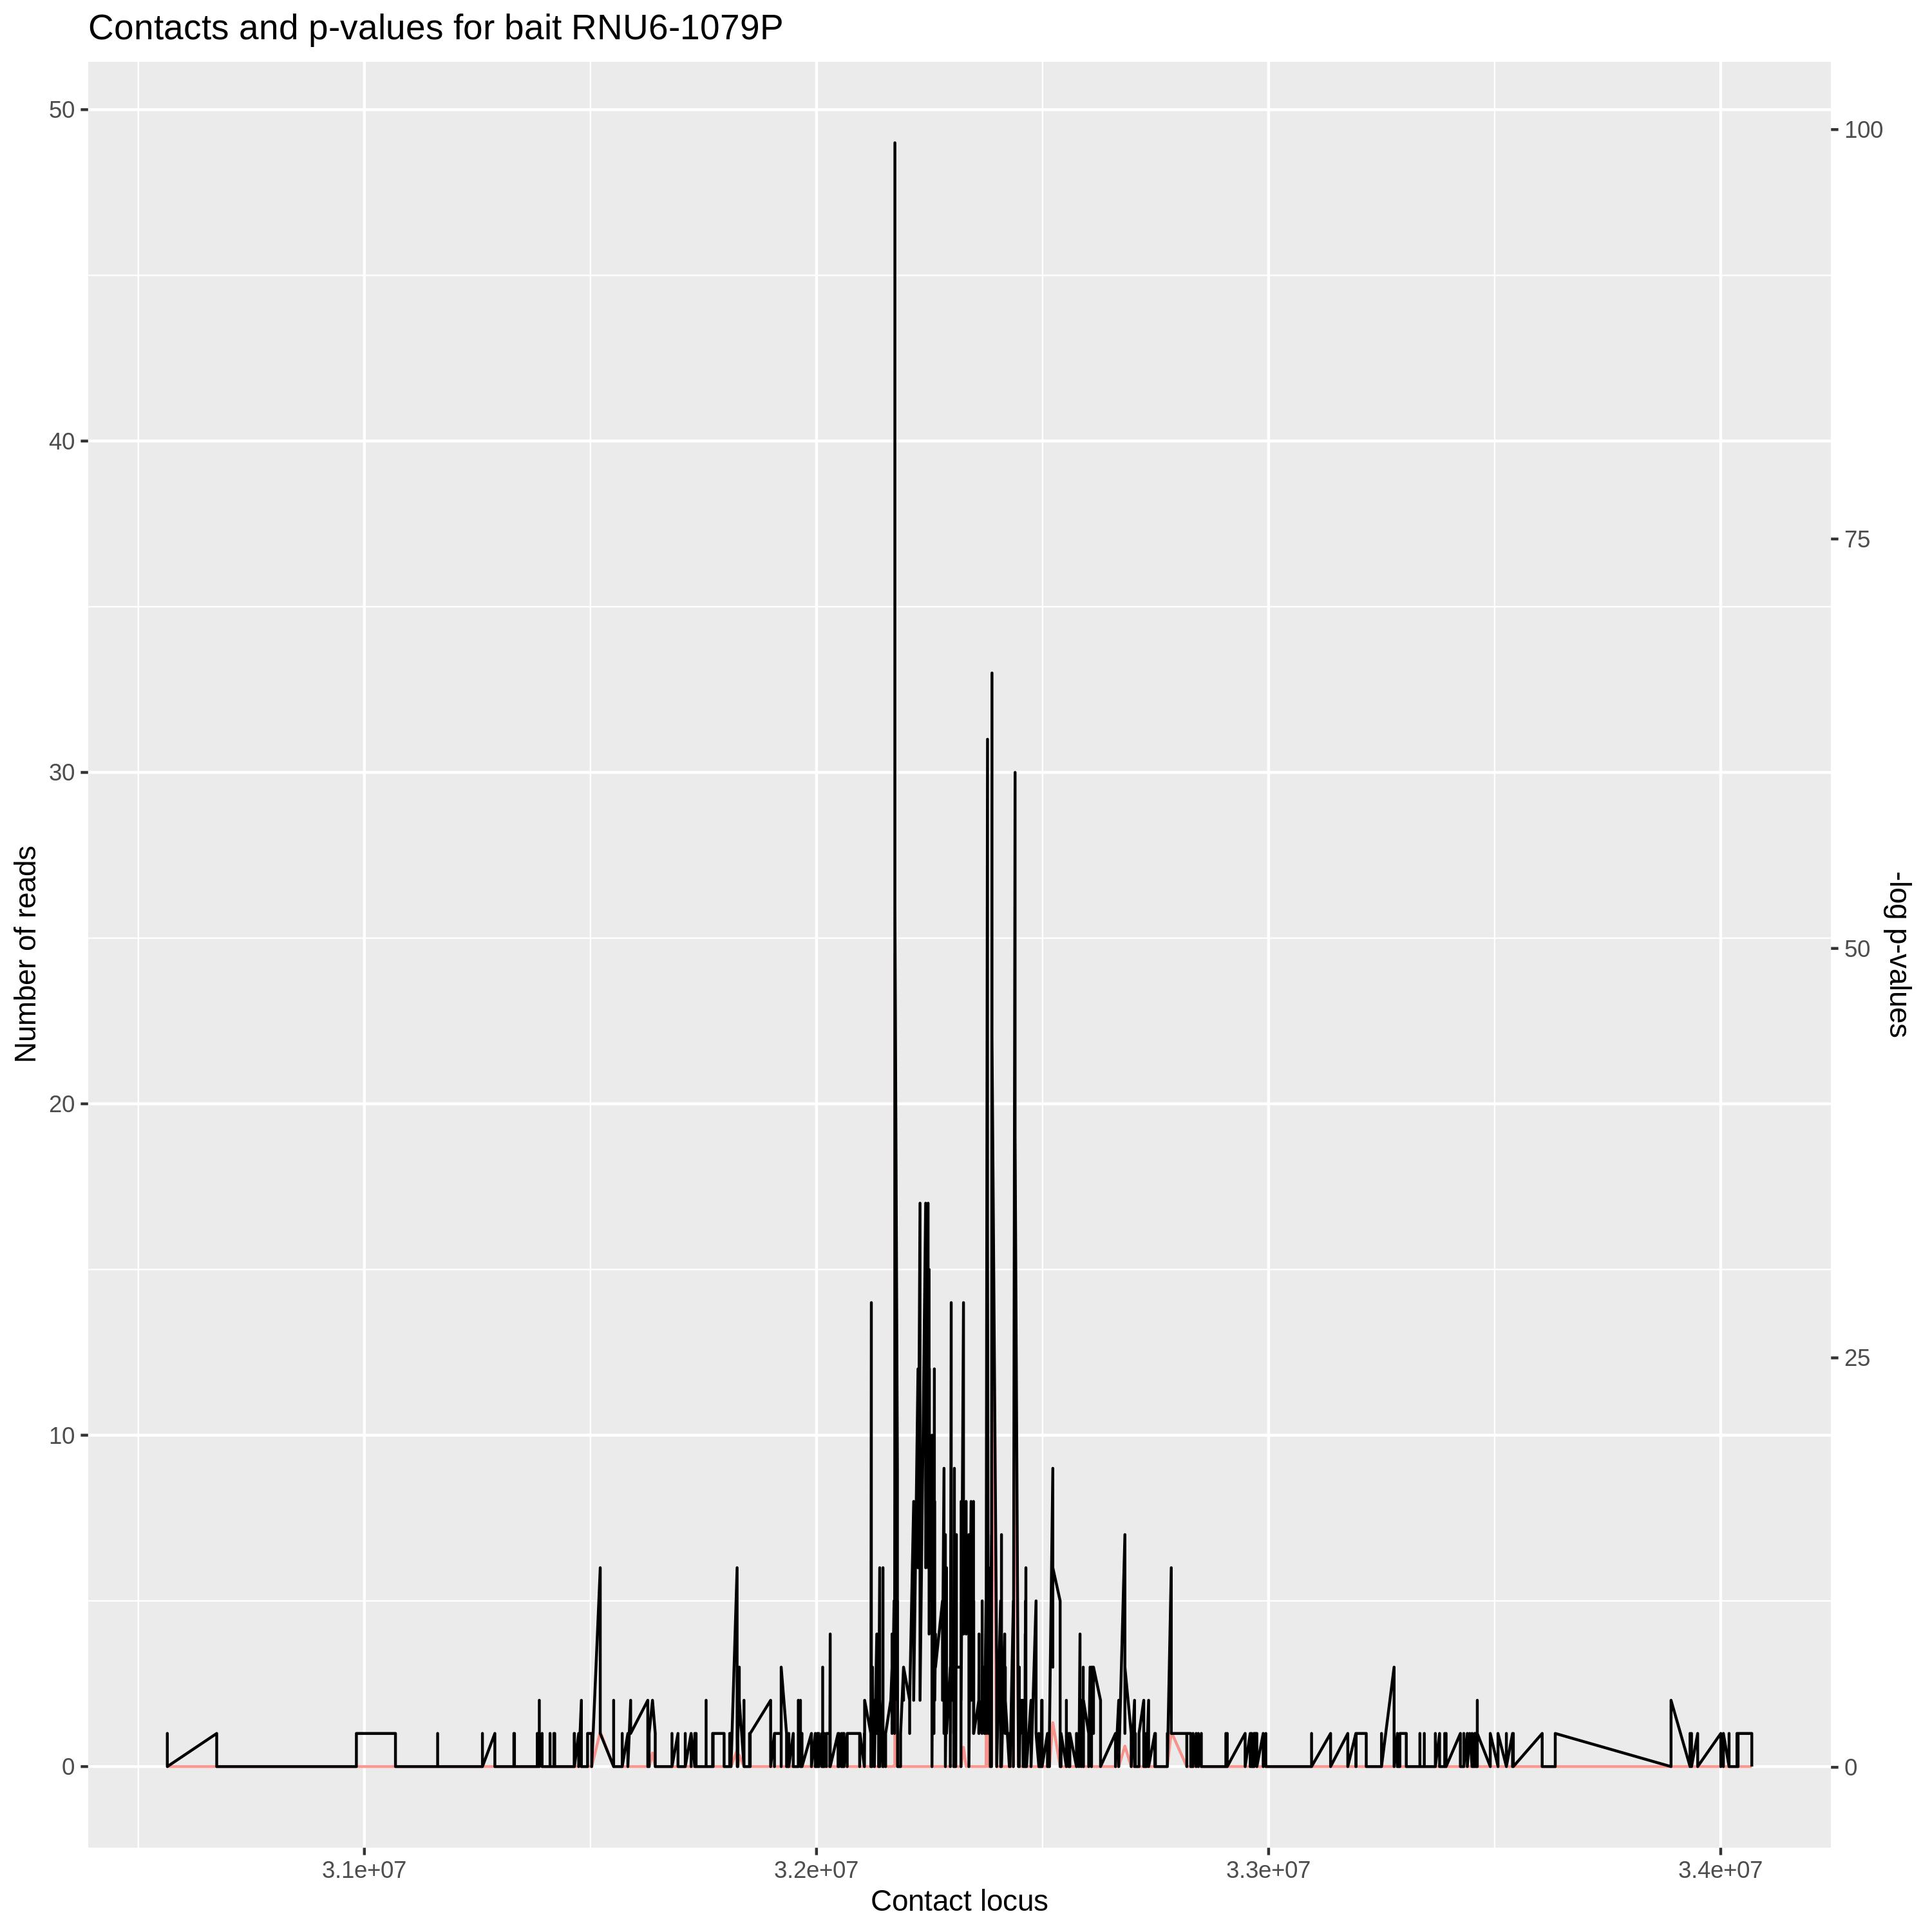 Contacts and p-values for bait RNU6-1079P
50
40
30
20
10
0
Number of reads
100
75
50
25
0
-log p-values
3.1e+07
3.2e+07
3.3e+07
3.4e+07
Contact locus